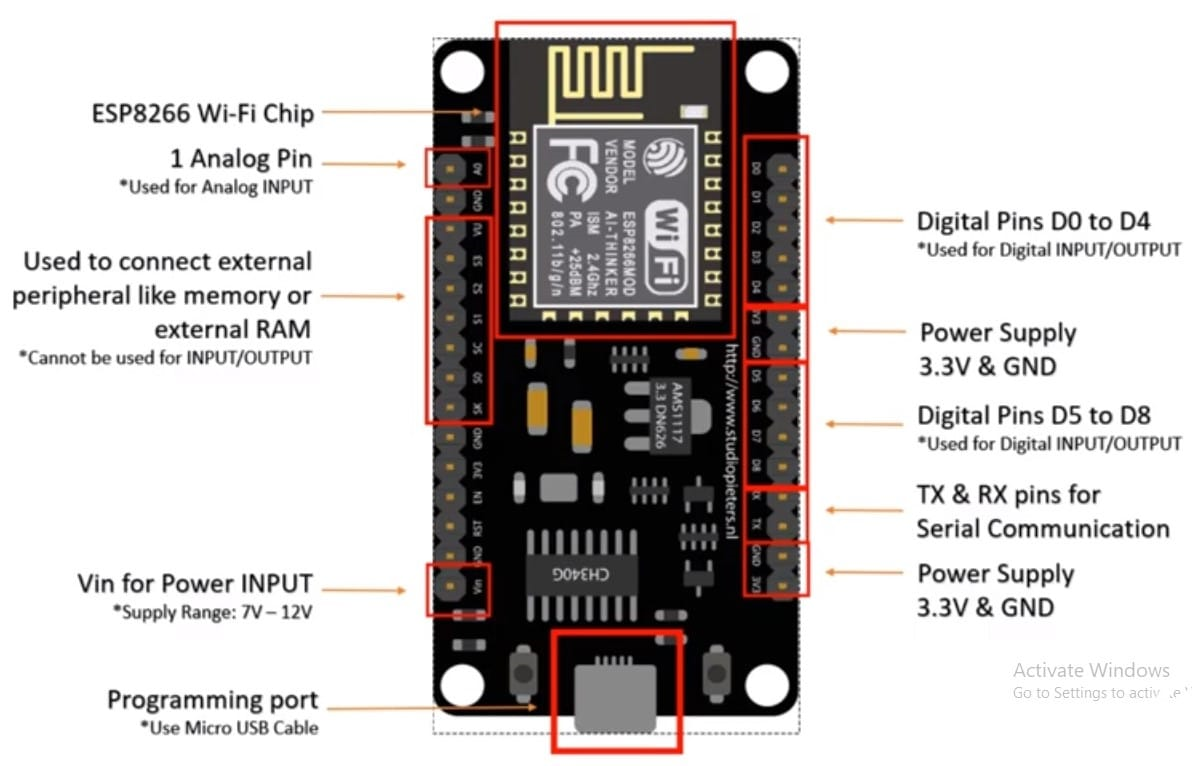 ESP8266 Wi-Fi Chip
1 Analog Pin
*Used for Analog INPUT
Used to connect external
peripheral like memory or
external RAM
*Cannot be used for INPUT/OUTPUT
Vin for Power INPUT
*Supply Range: 7V – 12V
Programming port
*Use Micro USB Cable
A0
GND
VU
S3
S2
S1
SC
S0
SK
GND
3V3
EN
RST
GND
Vin
MODEL ESP8266MOD
VENDOR AI-THINKER
ISM 2.4Ghz
PA +25dBM
802.11b/g/n
FC
Wi Fi
AMS1117
3.3 DN626
http://www.studiopieters.nl
CH340G
D0
D1
D2
D3
D4
GND
D5
D6
D7
D8
TX
GND
3V3
Digital Pins D0 to D4
*Used for Digital INPUT/OUTPUT
Power Supply
3.3V & GND
Digital Pins D5 to D8
*Used for Digital INPUT/OUTPUT
TX & RX pins for
Serial Communication
Power Supply
3.3V & GND
Activate Windows
Go to Settings to activ